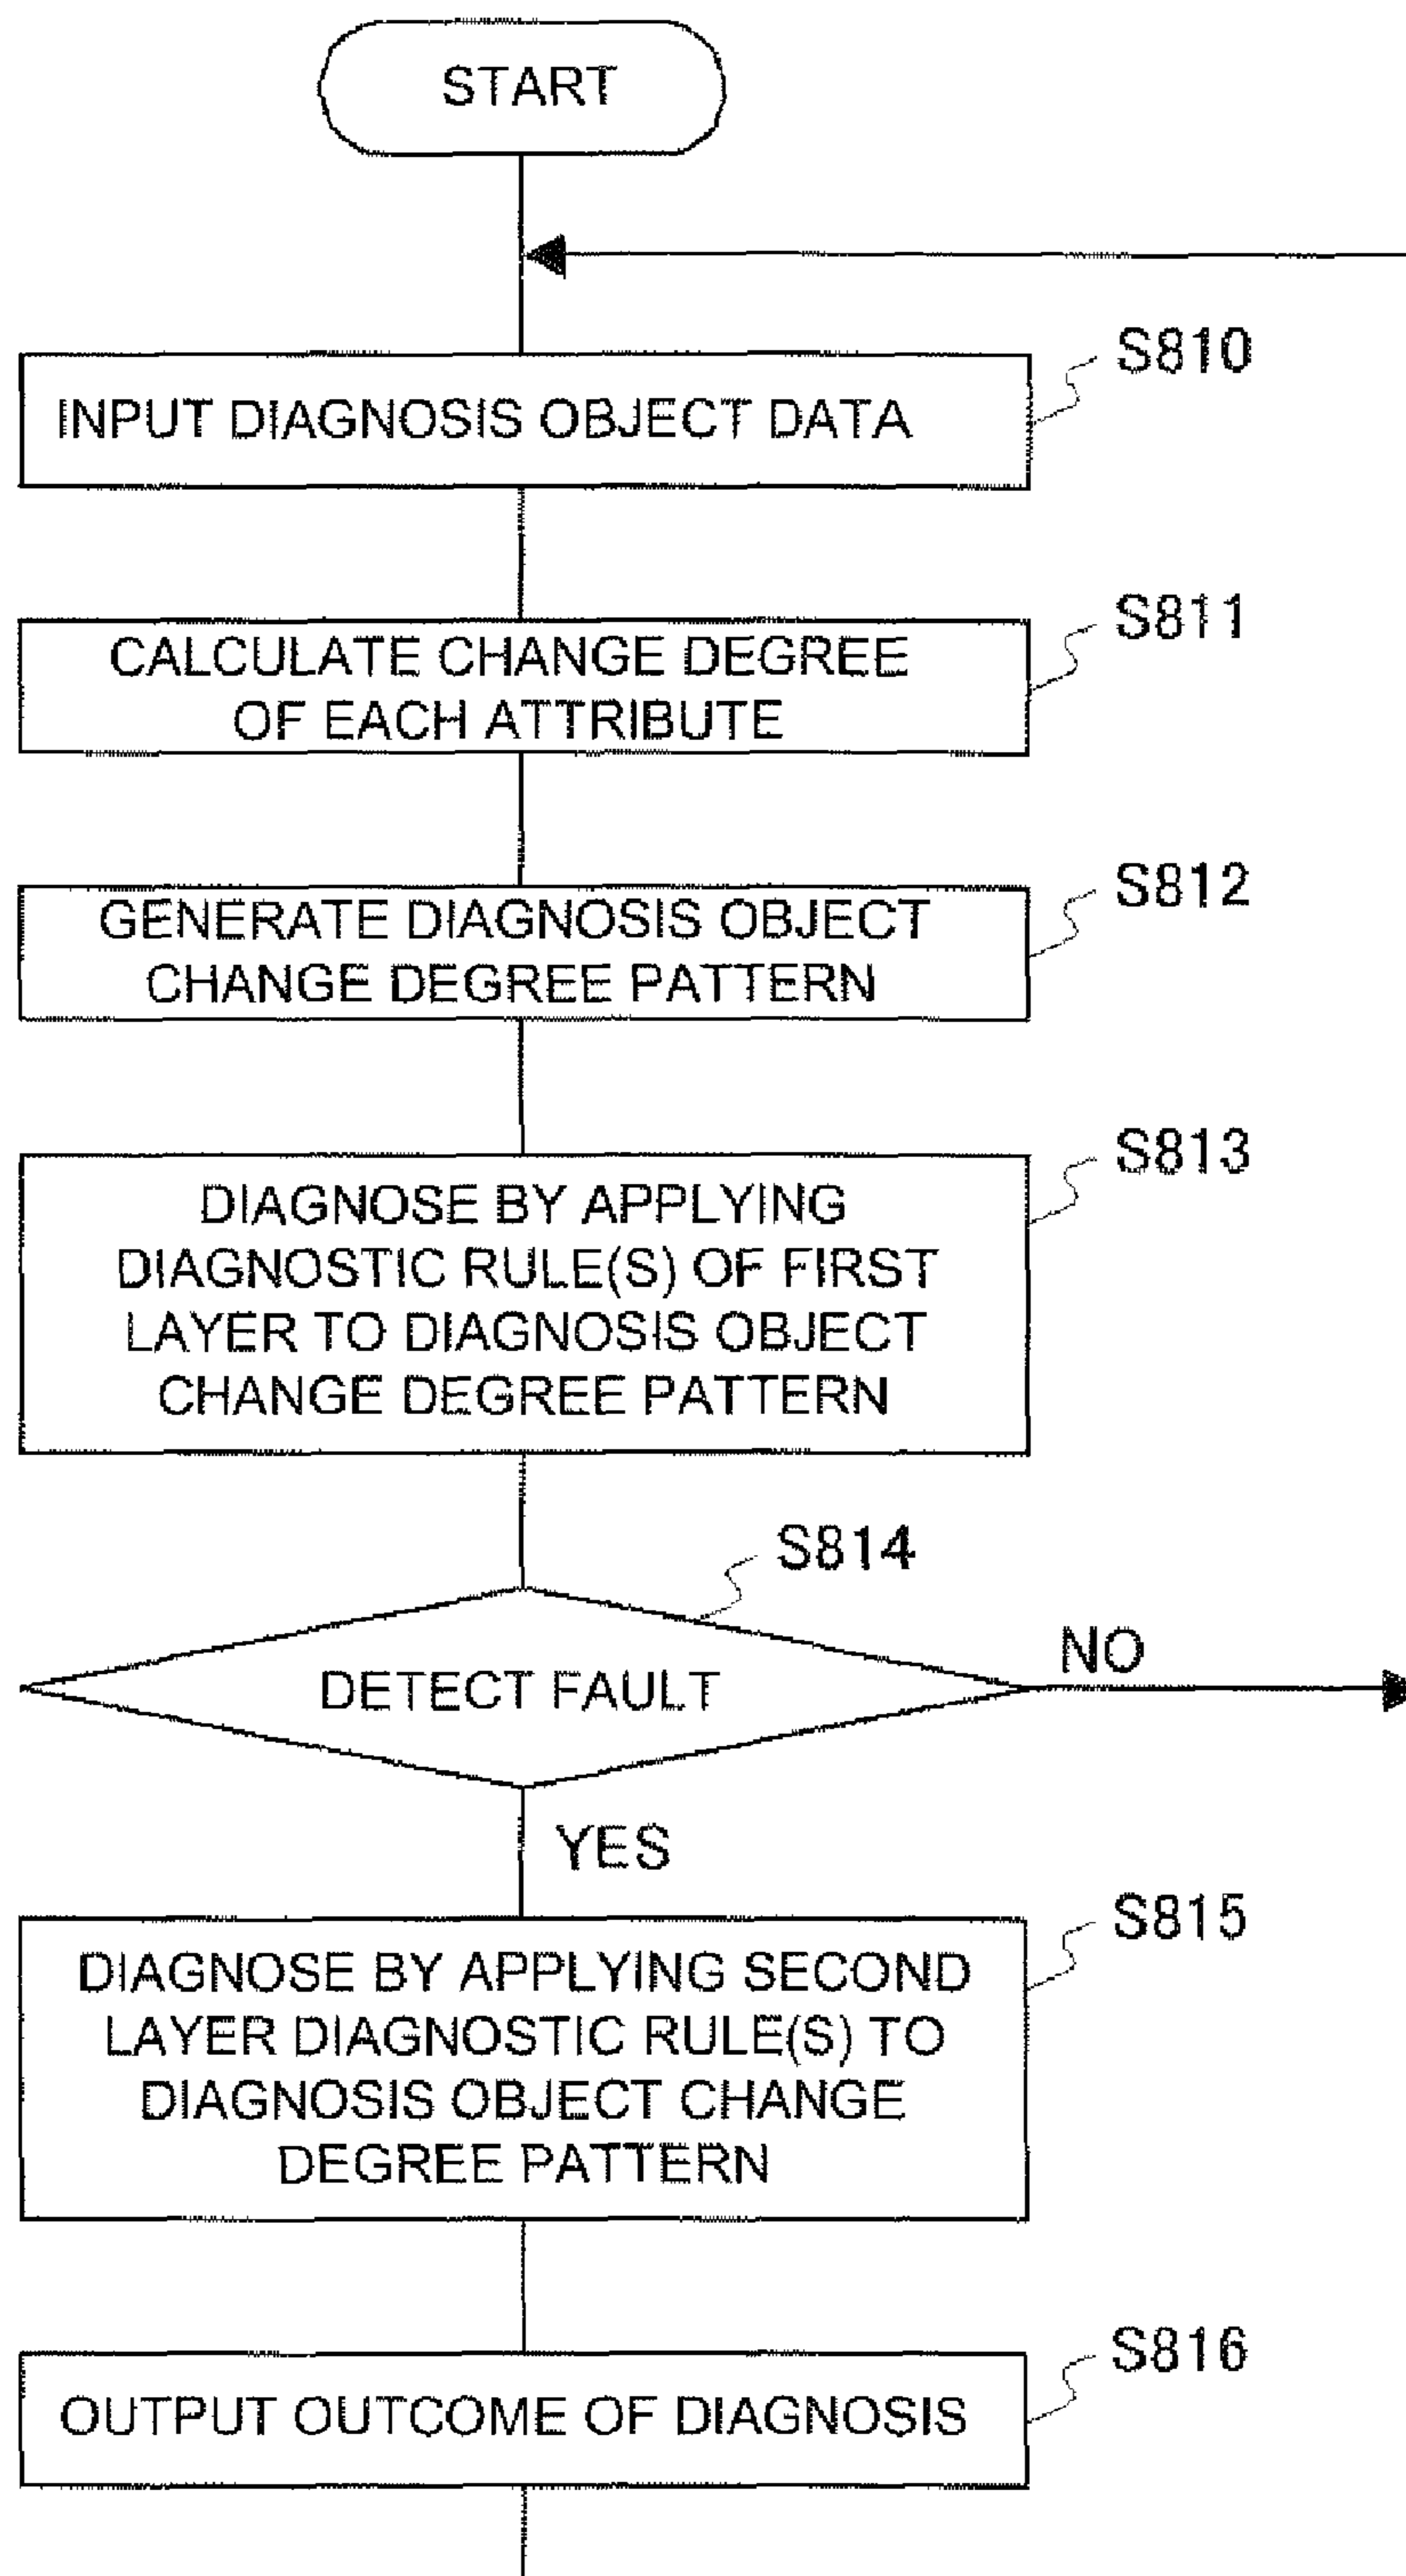 START
S810
INPUT DIAGNOSIS OBJECT DATA
S811
CALCULATE CHANGE DEGREE
OF EACH ATTRIBUTE
S812
GENERATE DIAGNOSIS OBJECT
CHANGE DEGREE PATTERN
S813
DIAGNOSE BY APPLYING
DIAGNOSTIC RULE(S) OF FIRST
LAYER TO DIAGNOSIS OBJECT
CHANGE DEGREE PATTERN
S814
DETECT FAULT
NO
YES
S815
DIAGNOSE BY APPLYING SECOND
LAYER DIAGNOSTIC RULE(S) TO
DIAGNOSIS OBJECT CHANGE
DEGREE PATTERN
S816
OUTPUT OUTCOME OF DIAGNOSIS